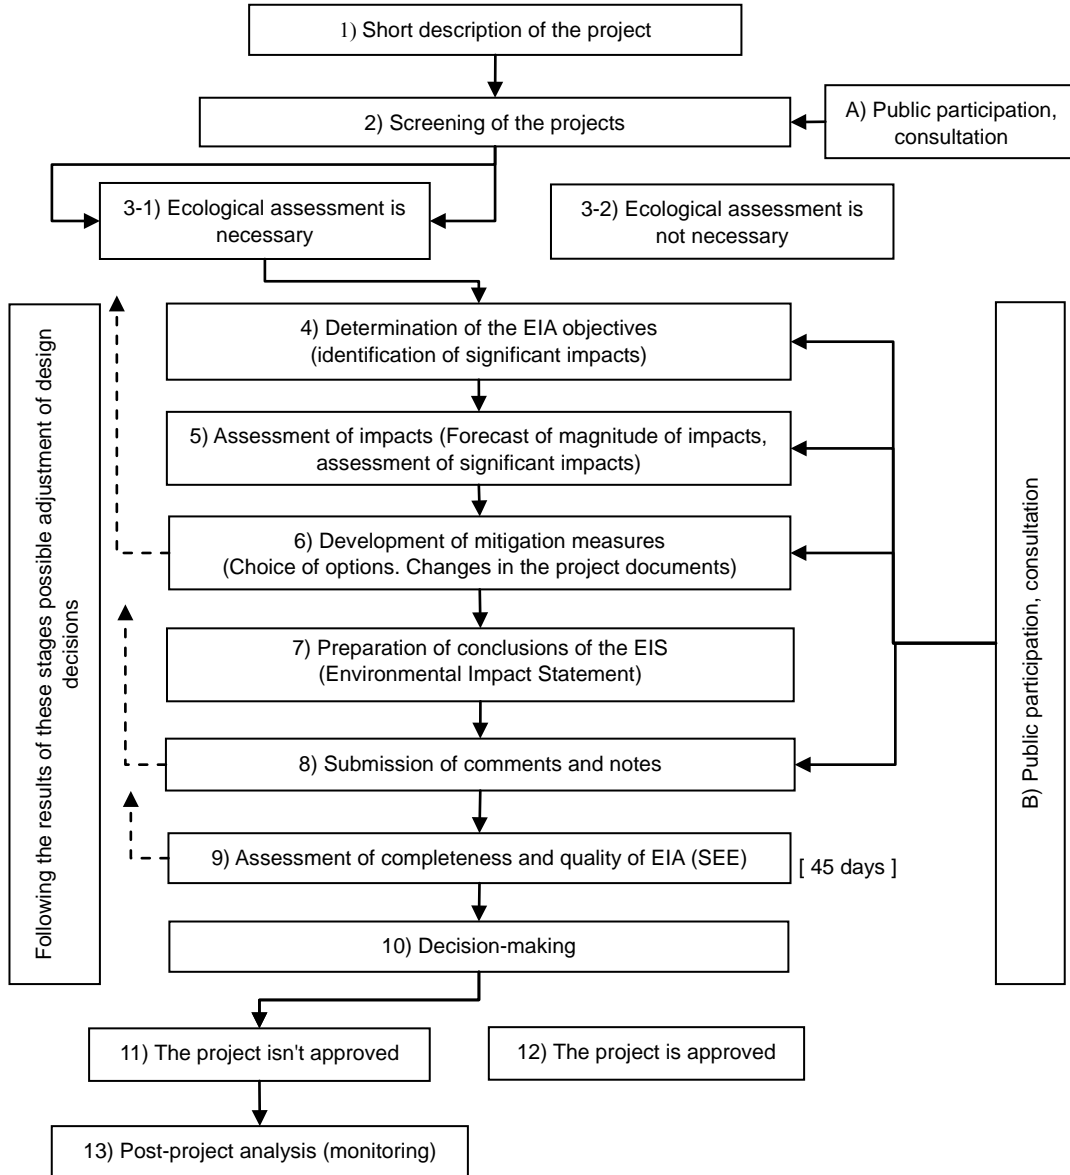 1) Short description of the project
2) Screening of the projects
A) Public participation,
consultation
3-1) Ecological assessment is
necessary
3-2) Ecological assessment is
not necessary
4) Determination of the EIA objectives
(identification of significant impacts)
5) Assessment of impacts (Forecast of magnitude of impacts,
assessment of significant impacts)
6) Development of mitigation measures
(Choice of options. Changes in the project documents)
7) Preparation of conclusions of the EIS
(Environmental Impact Statement)
8) Submission of comments and notes
9) Assessment of completeness and quality of EIA (SEE)
[ 45 days ]
10) Decision-making
11) The project isn't approved
12) The project is approved
13) Post-project analysis (monitoring)
Following the results of these stages possible adjustment of design
decisions
B) Public participation, consultation